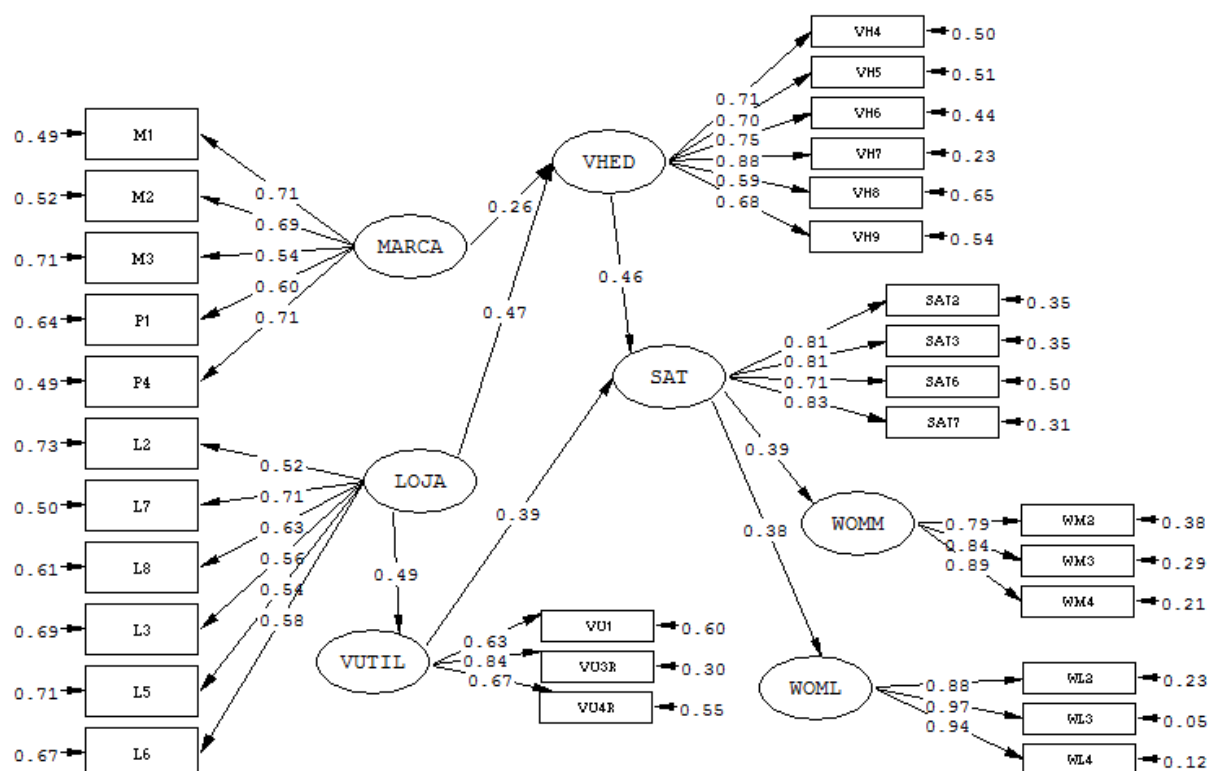 VH4
0.50
VH5
0.51
VH6
0.44
VH7
0.23
VH8
0.65
VH9
0.54
0.71
0.70
0.75
0.88
0.59
0.68
VHED
0.49
M1
0.52
M2
0.71
M3
0.64
P1
0.49
P4
0.71
0.69
0.54
0.60
0.71
MARCA
0.26
0.47
0.46
SAT2
0.35
SAT3
0.35
SAT6
0.50
SAT7
0.31
0.81
0.81
0.71
0.83
SAT
0.73
L2
0.50
L7
0.61
L8
0.69
L3
0.71
L5
0.67
L6
0.52
0.71
0.63
0.56
0.54
0.58
LOJA
0.49
0.39
0.39
0.38
VUTIL
0.63
0.84
0.67
VU1
0.60
VU3R
0.30
VU4R
0.55
WOMM
0.79
0.84
0.89
WM2
0.38
WM3
0.29
WM4
0.21
WOML
0.88
0.97
0.94
WL2
0.23
WL3
0.05
WL4
0.12